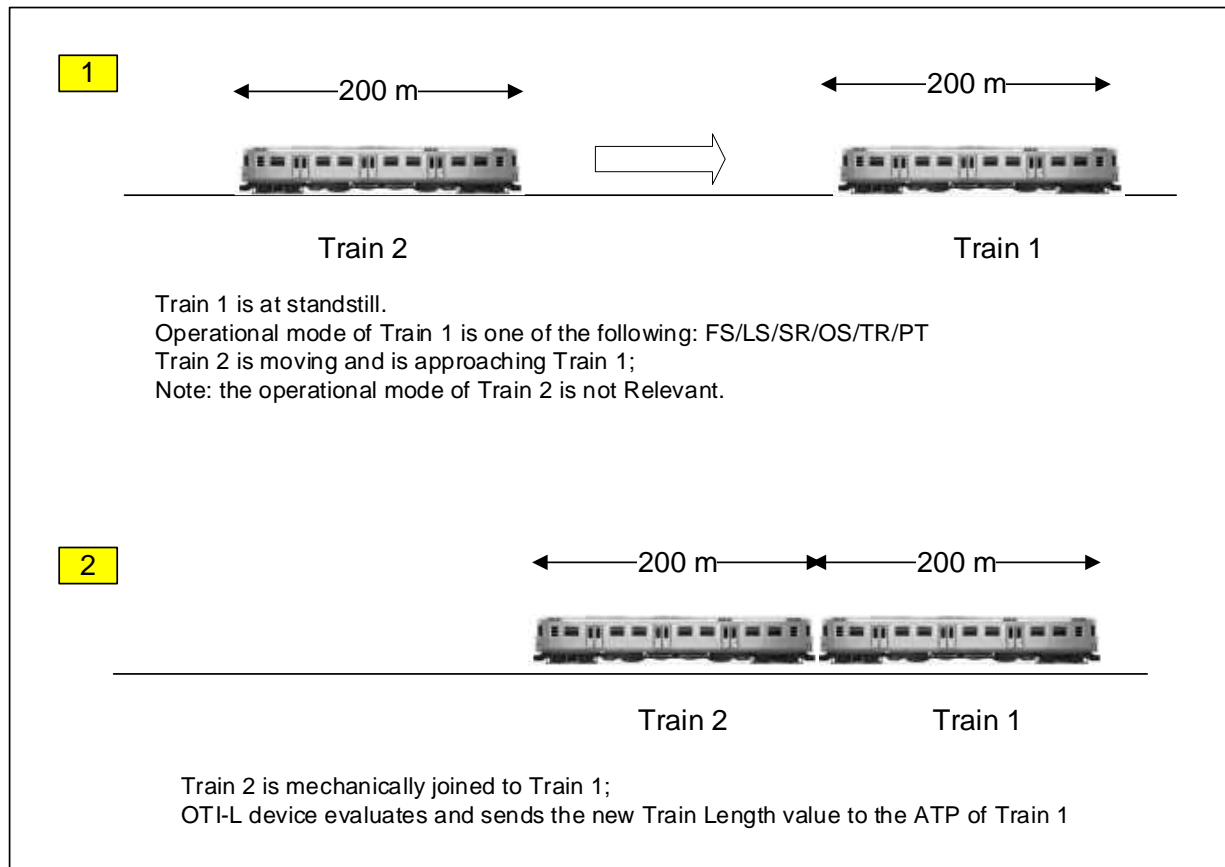 1
200 m
200 m
Train 2
Train 1
Train 1 is at standstill.
Operational mode of Train 1 is one of the following: FS/LS/SR/OS/TR/PT
Train 2 is moving and is approaching Train 1;
Note: the operational mode of Train 2 is not Relevant.
2
200 m
200 m
Train 2
Train 1
Train 2 is mechanically joined to Train 1;
OTI-L device evaluates and sends the new Train Length value to the ATP of Train 1